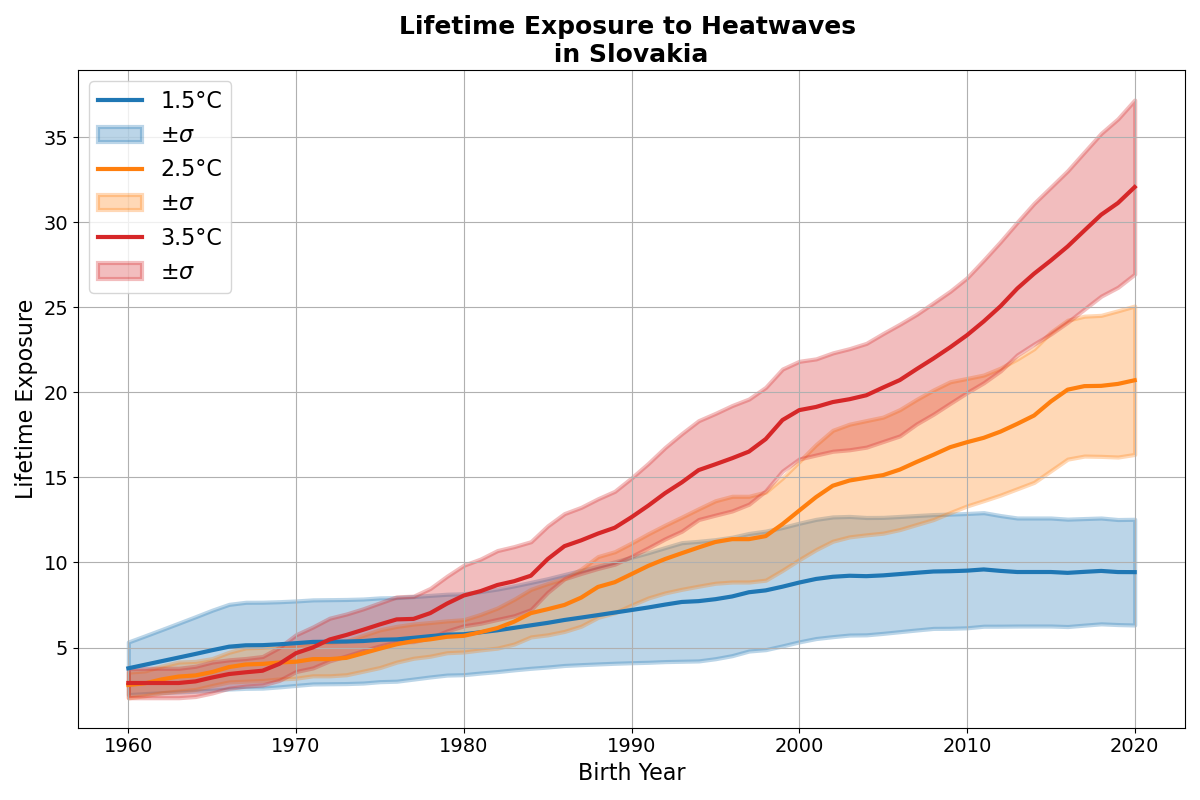 Lifetime Exposure to Heatwaves
in Slovakia
1.5°C
±σ
2.5°C
±σ
3.5°C
±σ
Lifetime Exposure
35
30
25
20
15
10
5
1960 1970 1980 1990 2000 2010 2020
Birth Year